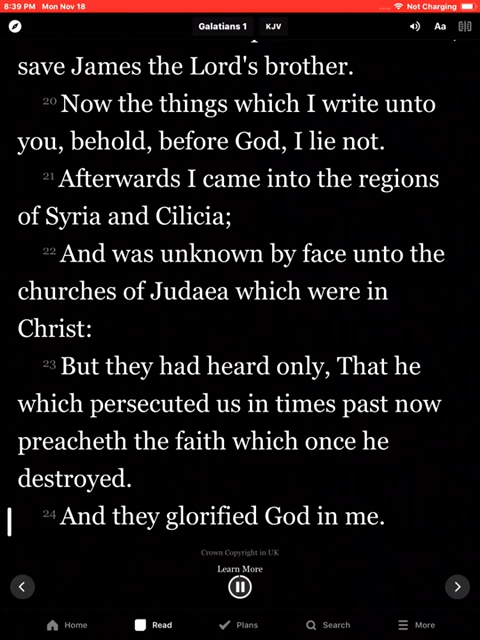 8:39 PM Mon Nov 18
Not Charging
Galatians 1 KJV Aa
save James the Lord's brother.
20 Now the things which I write unto
you, behold, before God, I lie not.
21 Afterwards I came into the regions
of Syria and Cilicia;
22 And was unknown by face unto the
churches of Judaea which were in
Christ:
23 But they had heard only, That he
which persecuted us in times past now
preacheth the faith which once he
destroyed.
24 And they glorified God in me.
Crown Copyright in UK
Learn More
Home Read Plans Search More